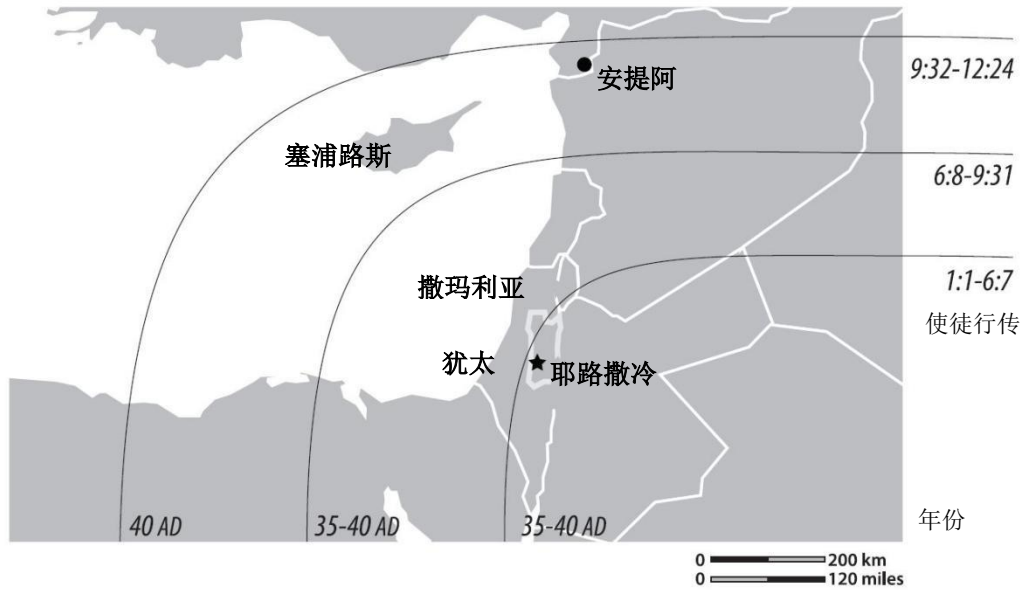 9:32-12:24
安提阿
塞浦路斯
6:8-9:31
1:1-6:7
撒玛利亚
使徒行传
犹太
耶路撒冷
40 AD
35-40 AD
35-40 AD
年份
0 200 km
0 120 miles